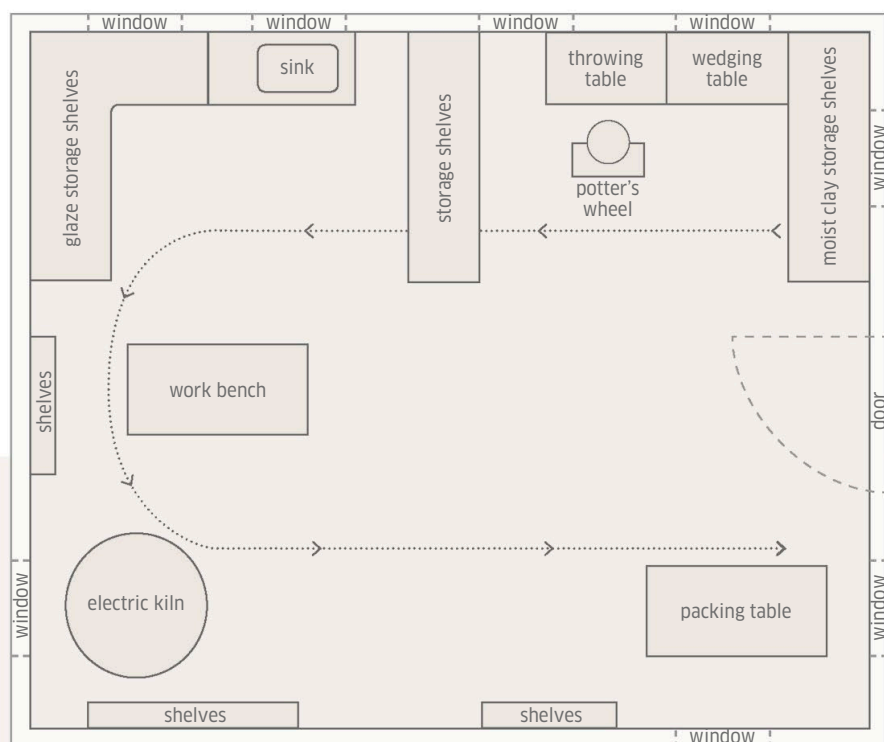 window
window
window
window
sink
throwing
table
wedging
table
glaze storage shelves
storage shelves
moist clay storage shelves
window
potter's
wheel
shelves
work bench
door
electric kiln
window
packing table
window
shelves
shelves
window